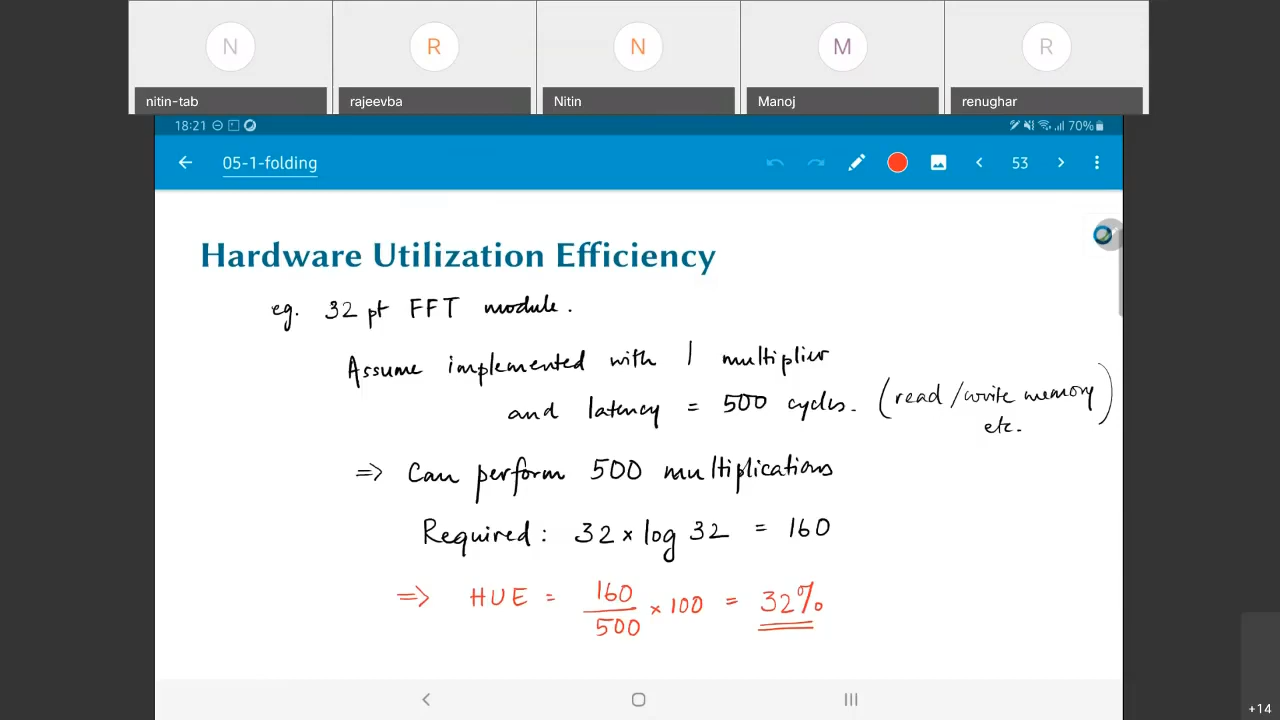 N R N M R
nitin-tab rajeevba Nitin Manoj renughar
18:21 70%
05-1-folding 53
Hardware Utilization Efficiency
eg. 32 pt FFT module.
Assume implemented with 1 multiplier
and latency = 500 cycles. (read/write memory etc.)
⇒ Can perform 500 multiplications
Required: 32 × log 32 = 160
⇒ HUE = 160/500 × 100 = 32%
+14